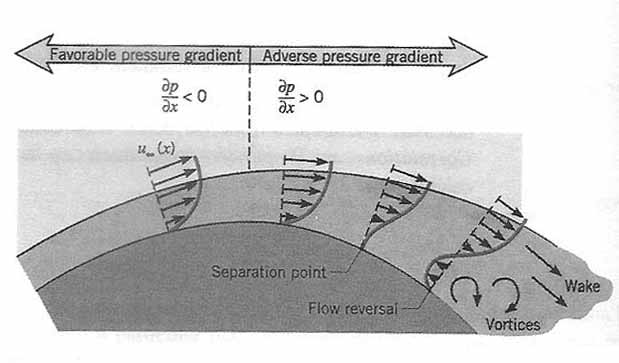 Favorable pressure gradient
Adverse pressure gradient
∂p/∂x < 0
∂p/∂x > 0
u∞(x)
Separation point
Flow reversal
Wake
Vortices